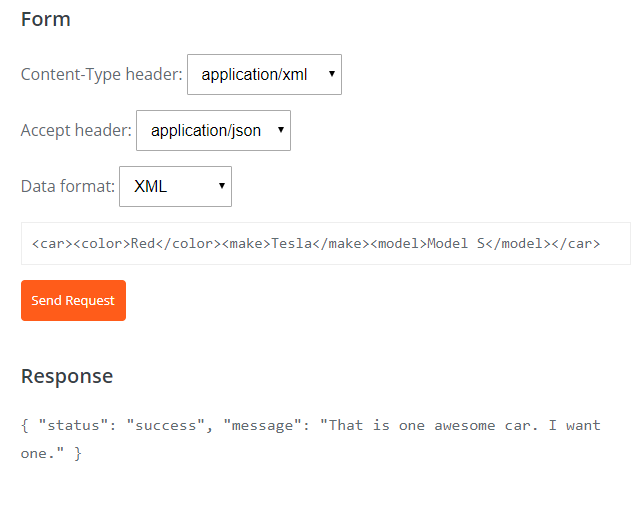 Form
Content-Type header: application/xml
Accept header: application/json
Data format: XML
<car><color>Red</color><make>Tesla</make><model>Model S</model></car>
Send Request
Response
{ "status": "success", "message": "That is one awesome car. I want
one." }